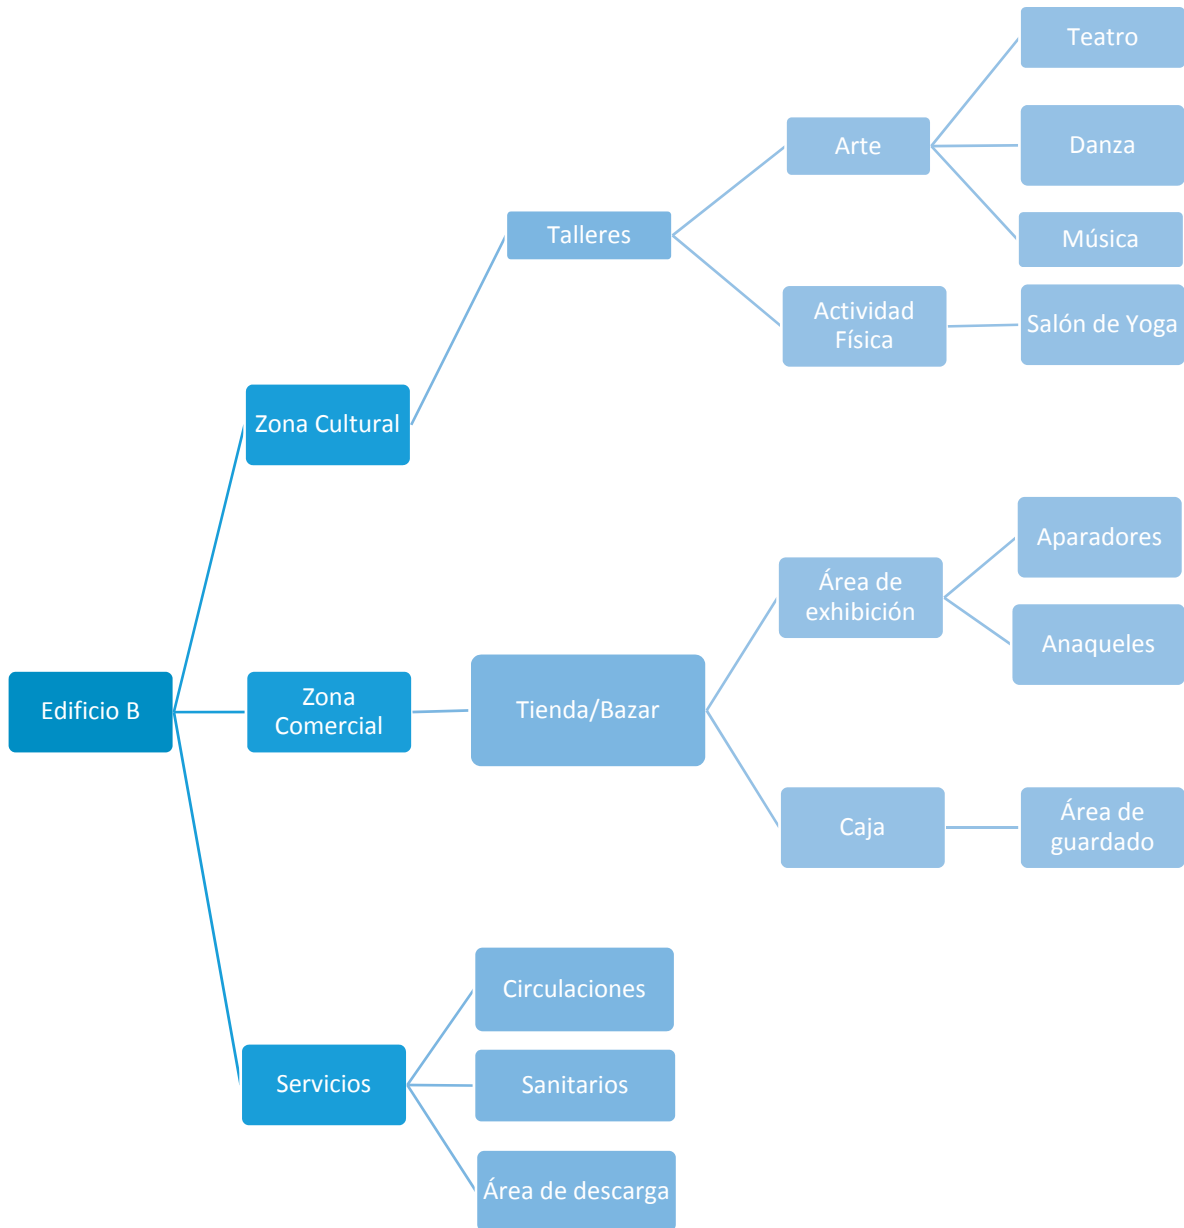 Teatro
Arte
Danza
Talleres
Música
Actividad
Física
Salón de Yoga
Zona Cultural
Aparadores
Área de
exhibición
Anaqueles
Edificio B
Zona
Comercial
Tienda/Bazar
Caja
Área de
guardado
Circulaciones
Servicios
Sanitarios
Área de descarga